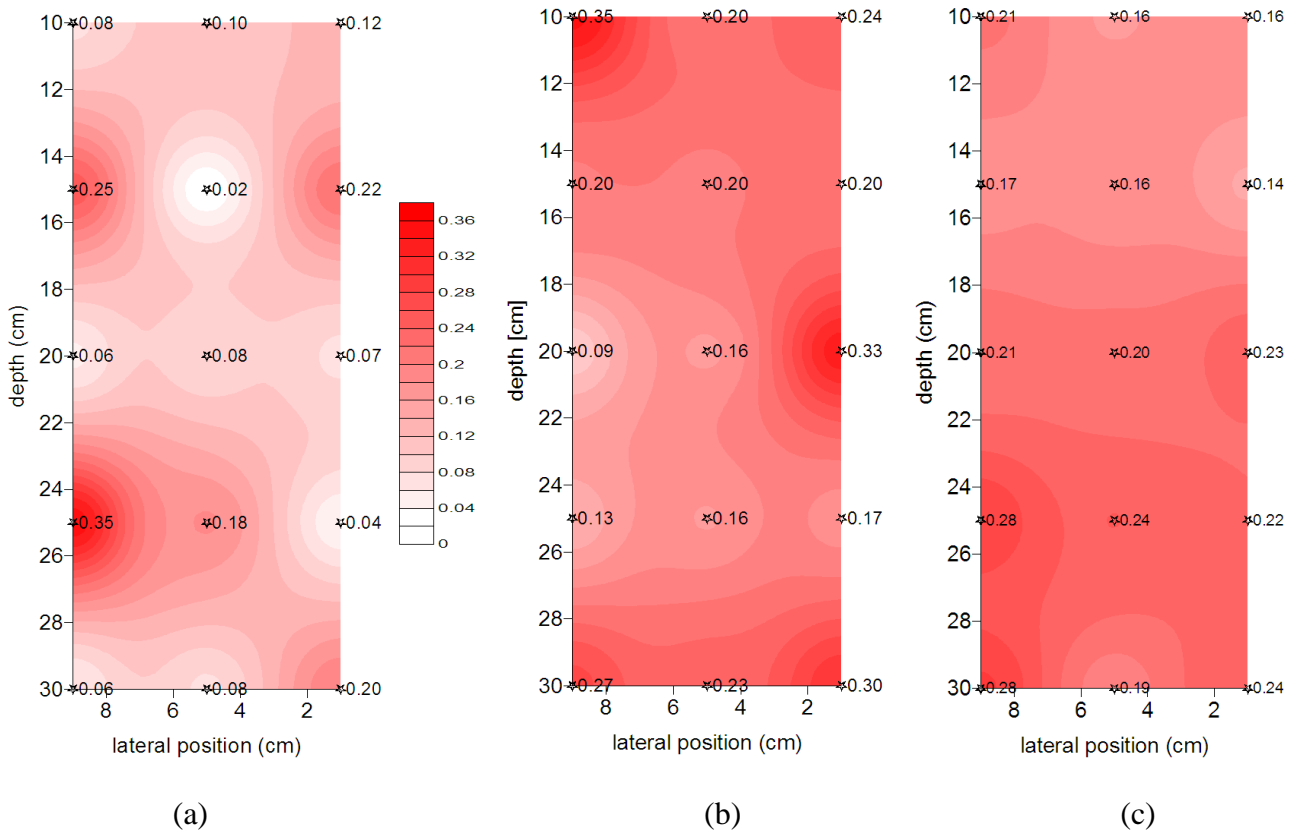 10 0.08 0.10 0.12
12
14
0.25 0.02 0.22
16
18
20 0.06 0.08 0.07
22
24
0.35 0.18 0.04
26
28
30 0.06 0.08 0.20
8 6 4 2
depth (cm)
lateral position (cm)
0.36
0.32
0.28
0.24
0.2
0.16
0.12
0.08
0.04
0
10 0.35 0.20 0.24
12
14
0.20 0.20 0.20
16
18
20 0.09 0.16 0.33
22
24
0.13 0.16 0.17
26
28
30 0.27 0.23 0.30
8 6 4 2
depth [cm]
lateral position (cm)
10 0.21 0.16 0.16
12
14
0.17 0.16 0.14
16
18
20 0.21 0.20 0.23
22
24
0.28 0.24 0.22
26
28
30 0.28 0.19 0.24
8 6 4 2
depth (cm)
lateral position (cm)
(a) (b) (c)